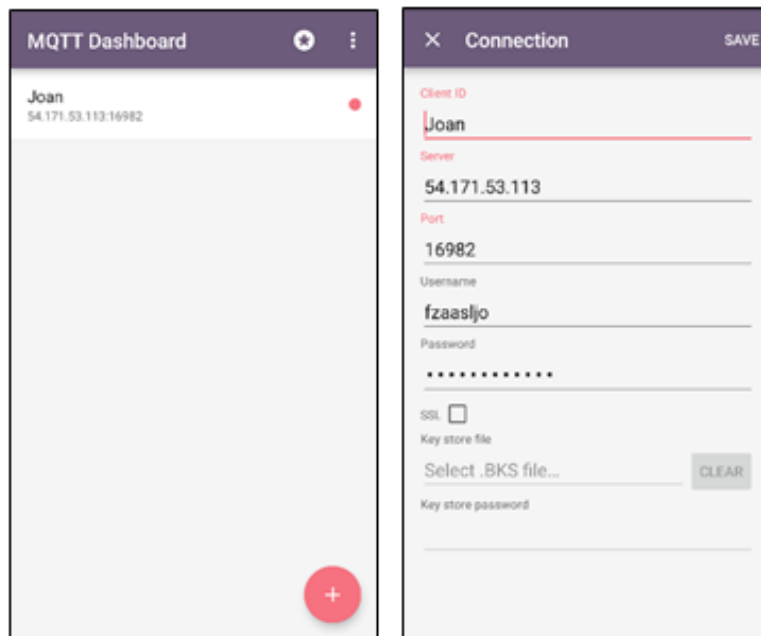 MQTT Dashboard
Joan
54.171.53.113:16982
+
Connection
SAVE
Client ID
Joan
Server
54.171.53.113
Port
16982
Username
fzaasljo
Password
••••••••••••
SSL
Key store file
Select .BKS file...
CLEAR
Key store password